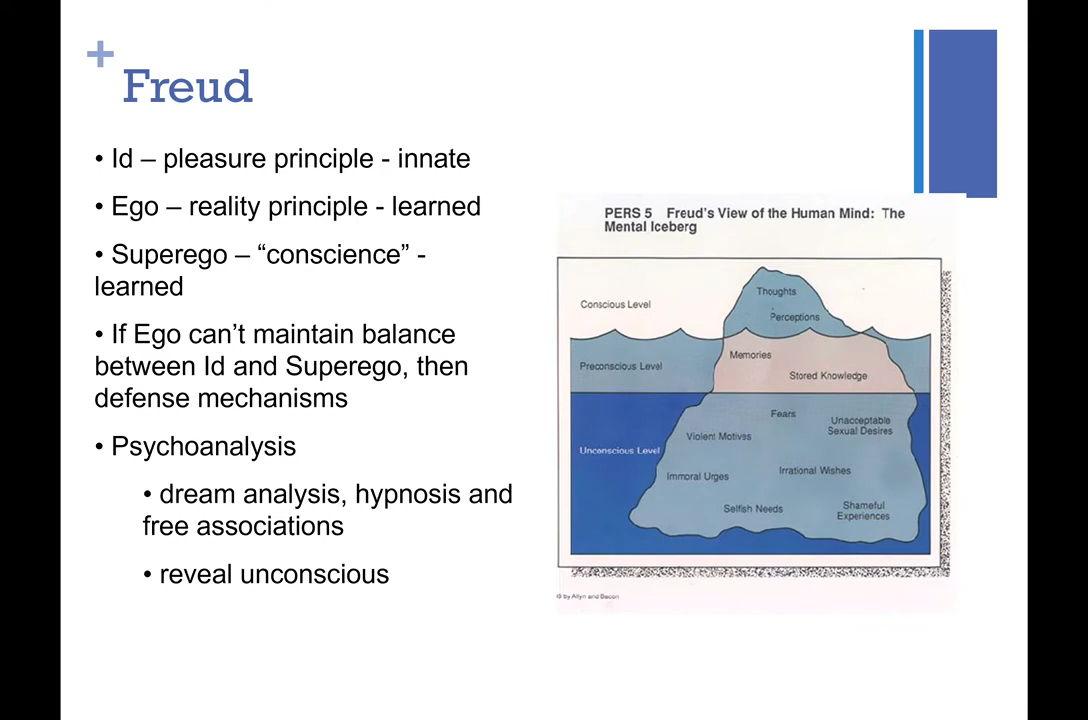 +
Freud
• Id – pleasure principle - innate
• Ego – reality principle - learned
• Superego – “conscience” -
learned
• If Ego can’t maintain balance
between Id and Superego, then
defense mechanisms
• Psychoanalysis
• dream analysis, hypnosis and
free associations
• reveal unconscious
PERS 5 Freud's View of the Human Mind: The
Mental Iceberg
Conscious Level
Thoughts
Perceptions
Preconscious Level
Memories
Stored Knowledge
Unconscious Level
Fears
Unacceptable
Sexual Desires
Violent Motives
Immoral Urges
Irrational Wishes
Selfish Needs
Shameful
Experiences
by Allyn and Bacon